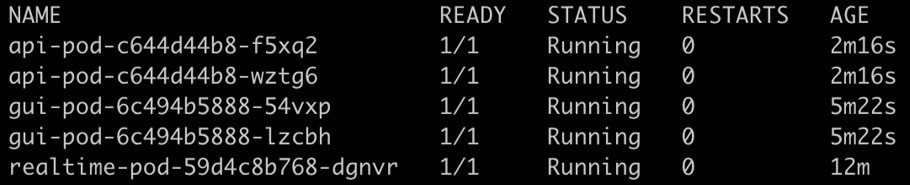 NAME READY STATUS RESTARTS AGE
api-pod-c644d44b8-f5xq2 1/1 Running 0 2m16s
api-pod-c644d44b8-wztg6 1/1 Running 0 2m16s
gui-pod-6c494b5888-54vxp 1/1 Running 0 5m22s
gui-pod-6c494b5888-lzcbh 1/1 Running 0 5m22s
realtime-pod-59d4c8b768-dgnvr 1/1 Running 0 12m